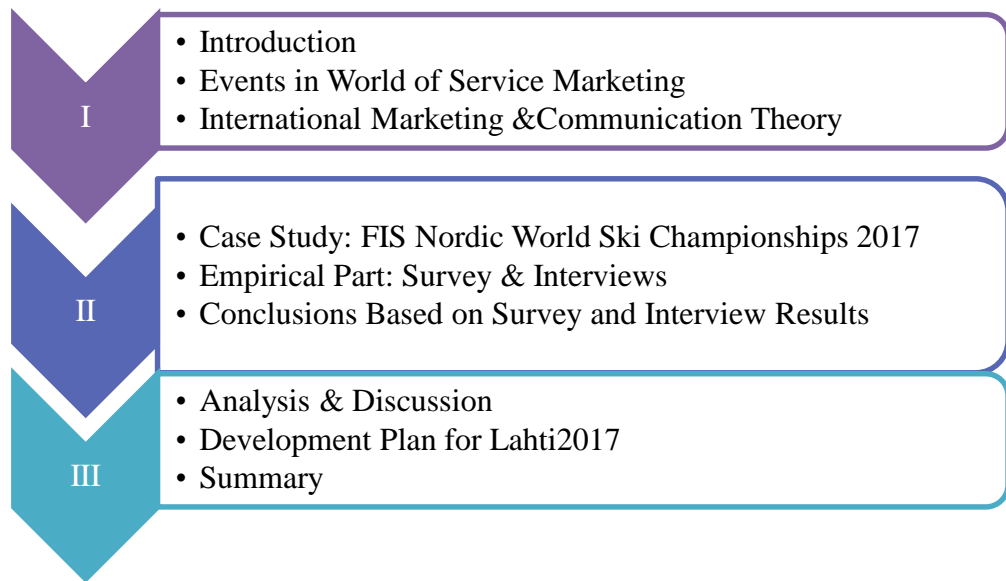 I
• Introduction
• Events in World of Service Marketing
• International Marketing &Communication Theory
II
• Case Study: FIS Nordic World Ski Championships 2017
• Empirical Part: Survey & Interviews
• Conclusions Based on Survey and Interview Results
III
• Analysis & Discussion
• Development Plan for Lahti2017
• Summary